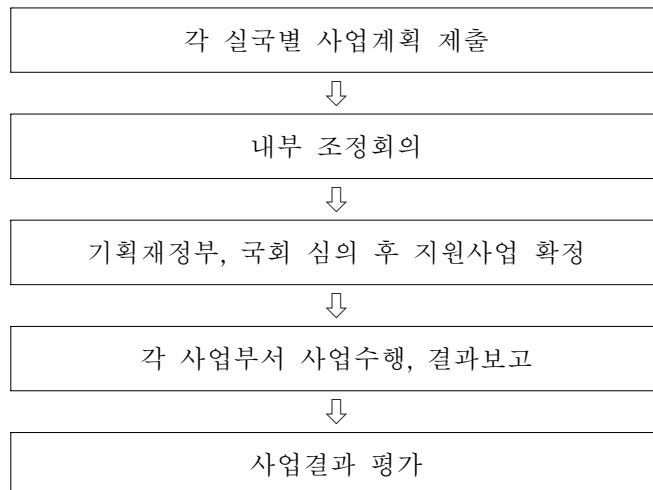 각 실국별 사업계획 제출
⇩
내부 조정회의
⇩
기획재정부, 국회 심의 후 지원사업 확정
⇩
각 사업부서 사업수행, 결과보고
⇩
사업결과 평가